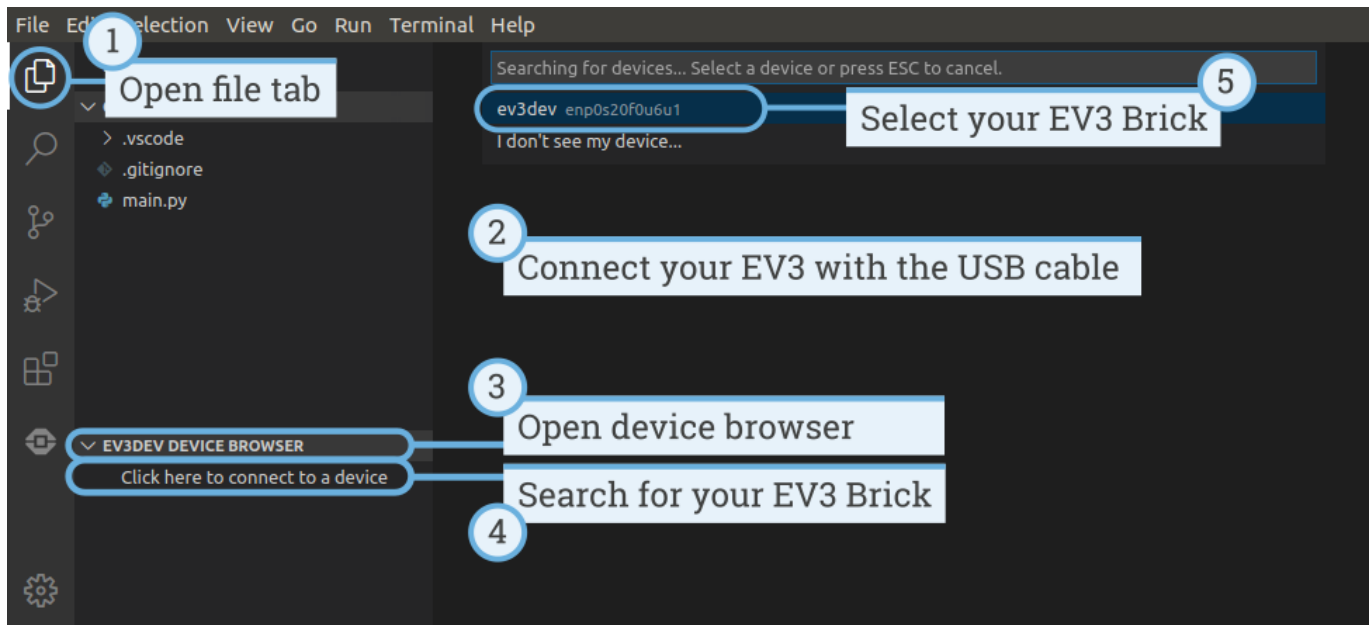 File Edit Selection View Go Run Terminal Help
1
Open file tab
Searching for devices... Select a device or press ESC to cancel.
5
ev3dev enp0s20f0u6u1
Select your EV3 Brick
I don't see my device...
.vscode
.gitignore
main.py
2
Connect your EV3 with the USB cable
3
Open device browser
EV3DEV DEVICE BROWSER
Click here to connect to a device
Search for your EV3 Brick
4